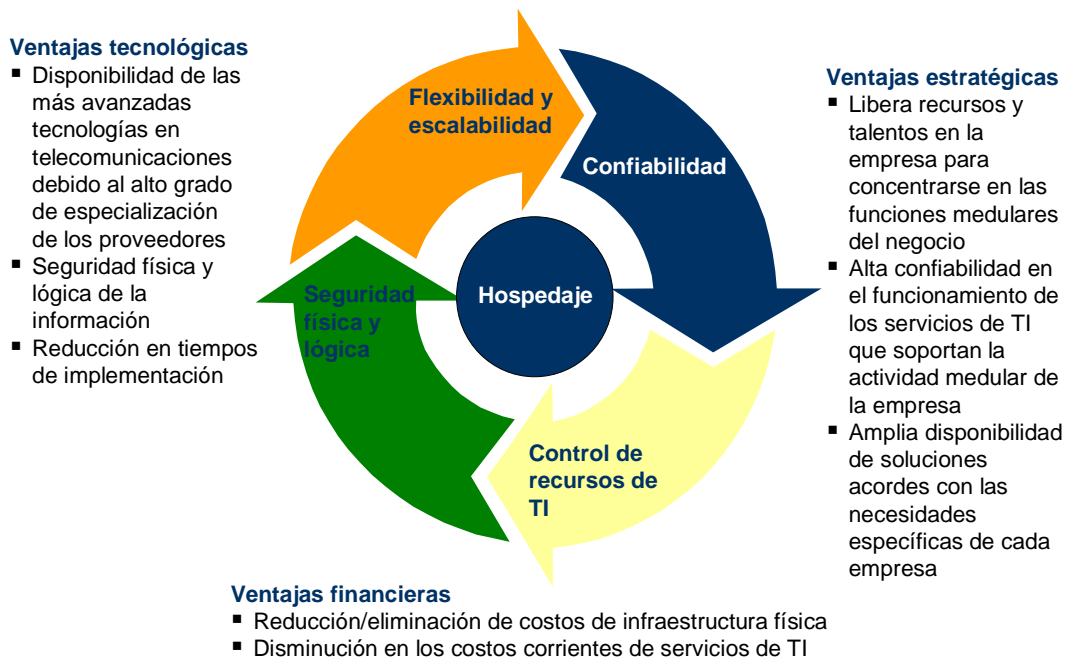 Ventajas tecnológicas
▪ Disponibilidad de las
más avanzadas
tecnologías en
telecomunicaciones
debido al alto grado
de especialización
de los proveedores
▪ Seguridad física y
lógica de la
información
▪ Reducción en tiempos
de implementación
Flexibilidad y
escalabilidad
Confiabilidad
Hospedaje
Seguridad
física y
lógica
Control de
recursos de
TI
Ventajas estratégicas
▪ Libera recursos y
talentos en la
empresa para
concentrarse en las
funciones medulares
del negocio
▪ Alta confiabilidad en
el funcionamiento de
los servicios de TI
que soportan la
actividad medular de
la empresa
▪ Amplia disponibilidad
de soluciones
acordes con las
necesidades
específicas de cada
empresa
Ventajas financieras
▪ Reducción/eliminación de costos de infraestructura física
▪ Disminución en los costos corrientes de servicios de TI